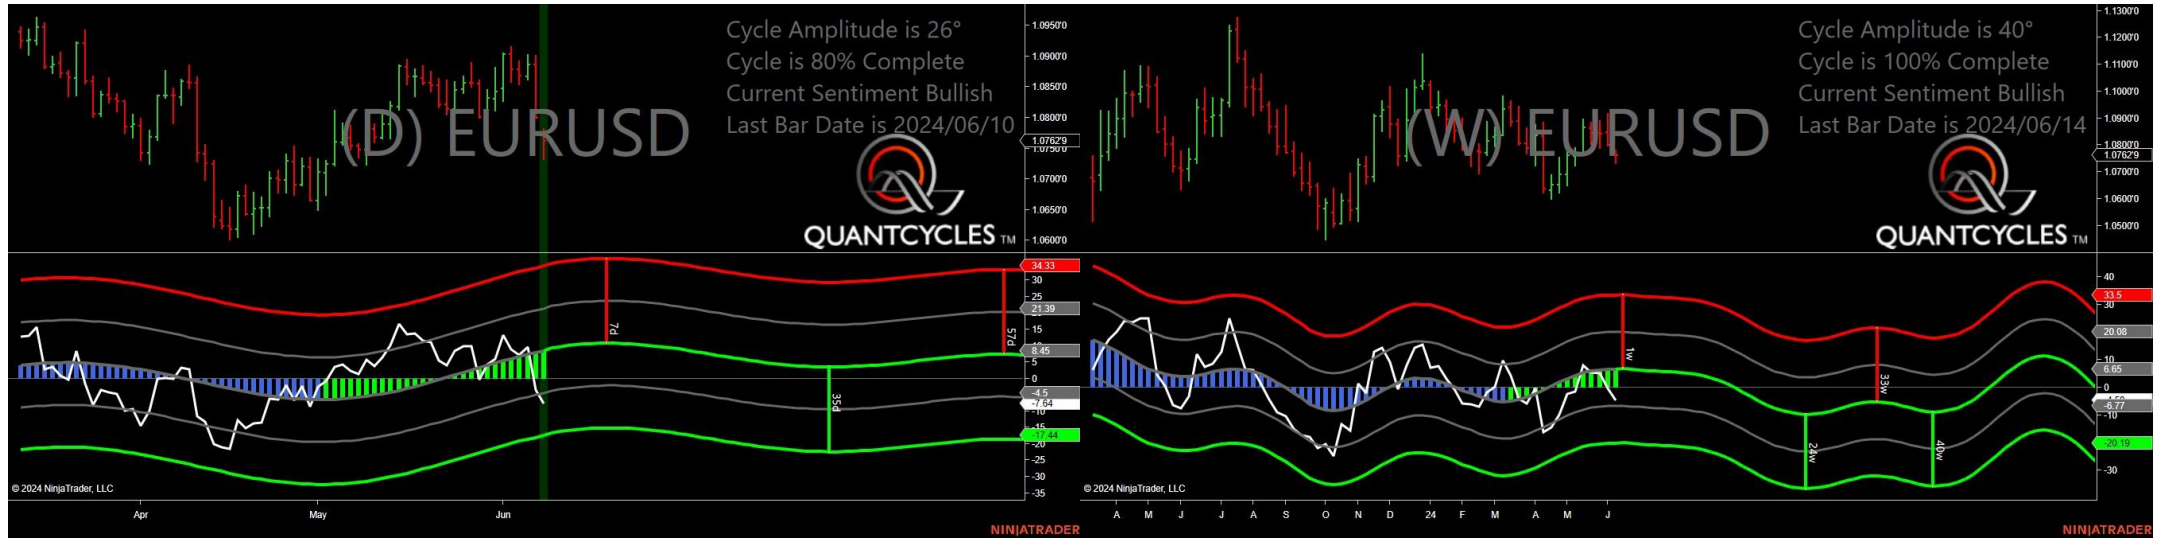 Cycle Amplitude is 26°
Cycle is 80% Complete
Current Sentiment Bullish
Last Bar Date is 2024/06/10
(D) EURUSD
QUANTCYCLES TM
1.0950'0
1.0900'0
1.0850'0
1.0800'0
1.0762'9
1.0700'0
1.0650'0
1.0600'0
34.33
30
25
21.39
15
8.45
5
0
-4.5
-7.64
-10
-15
-17.44
-20
-25
-30
-35
7d
35d
57d
© 2024 NinjaTrader, LLC
Apr
May
Jun
NINJATRADER
Cycle Amplitude is 40°
Cycle is 100% Complete
Current Sentiment Bullish
Last Bar Date is 2024/06/14
(W) EURUSD
QUANTCYCLES TM
1.1300'0
1.1200'0
1.1100'0
1.1000'0
1.0900'0
1.0800'0
1.0762'9
1.0700'0
1.0600'0
1.0500'0
40
33.5
30
20.08
10
6.65
0
-6.77
-10
-20.19
-30
1w
24w
33w
40w
© 2024 NinjaTrader, LLC
A M J J A S O N D 24 F M A M J
NINJATRADER